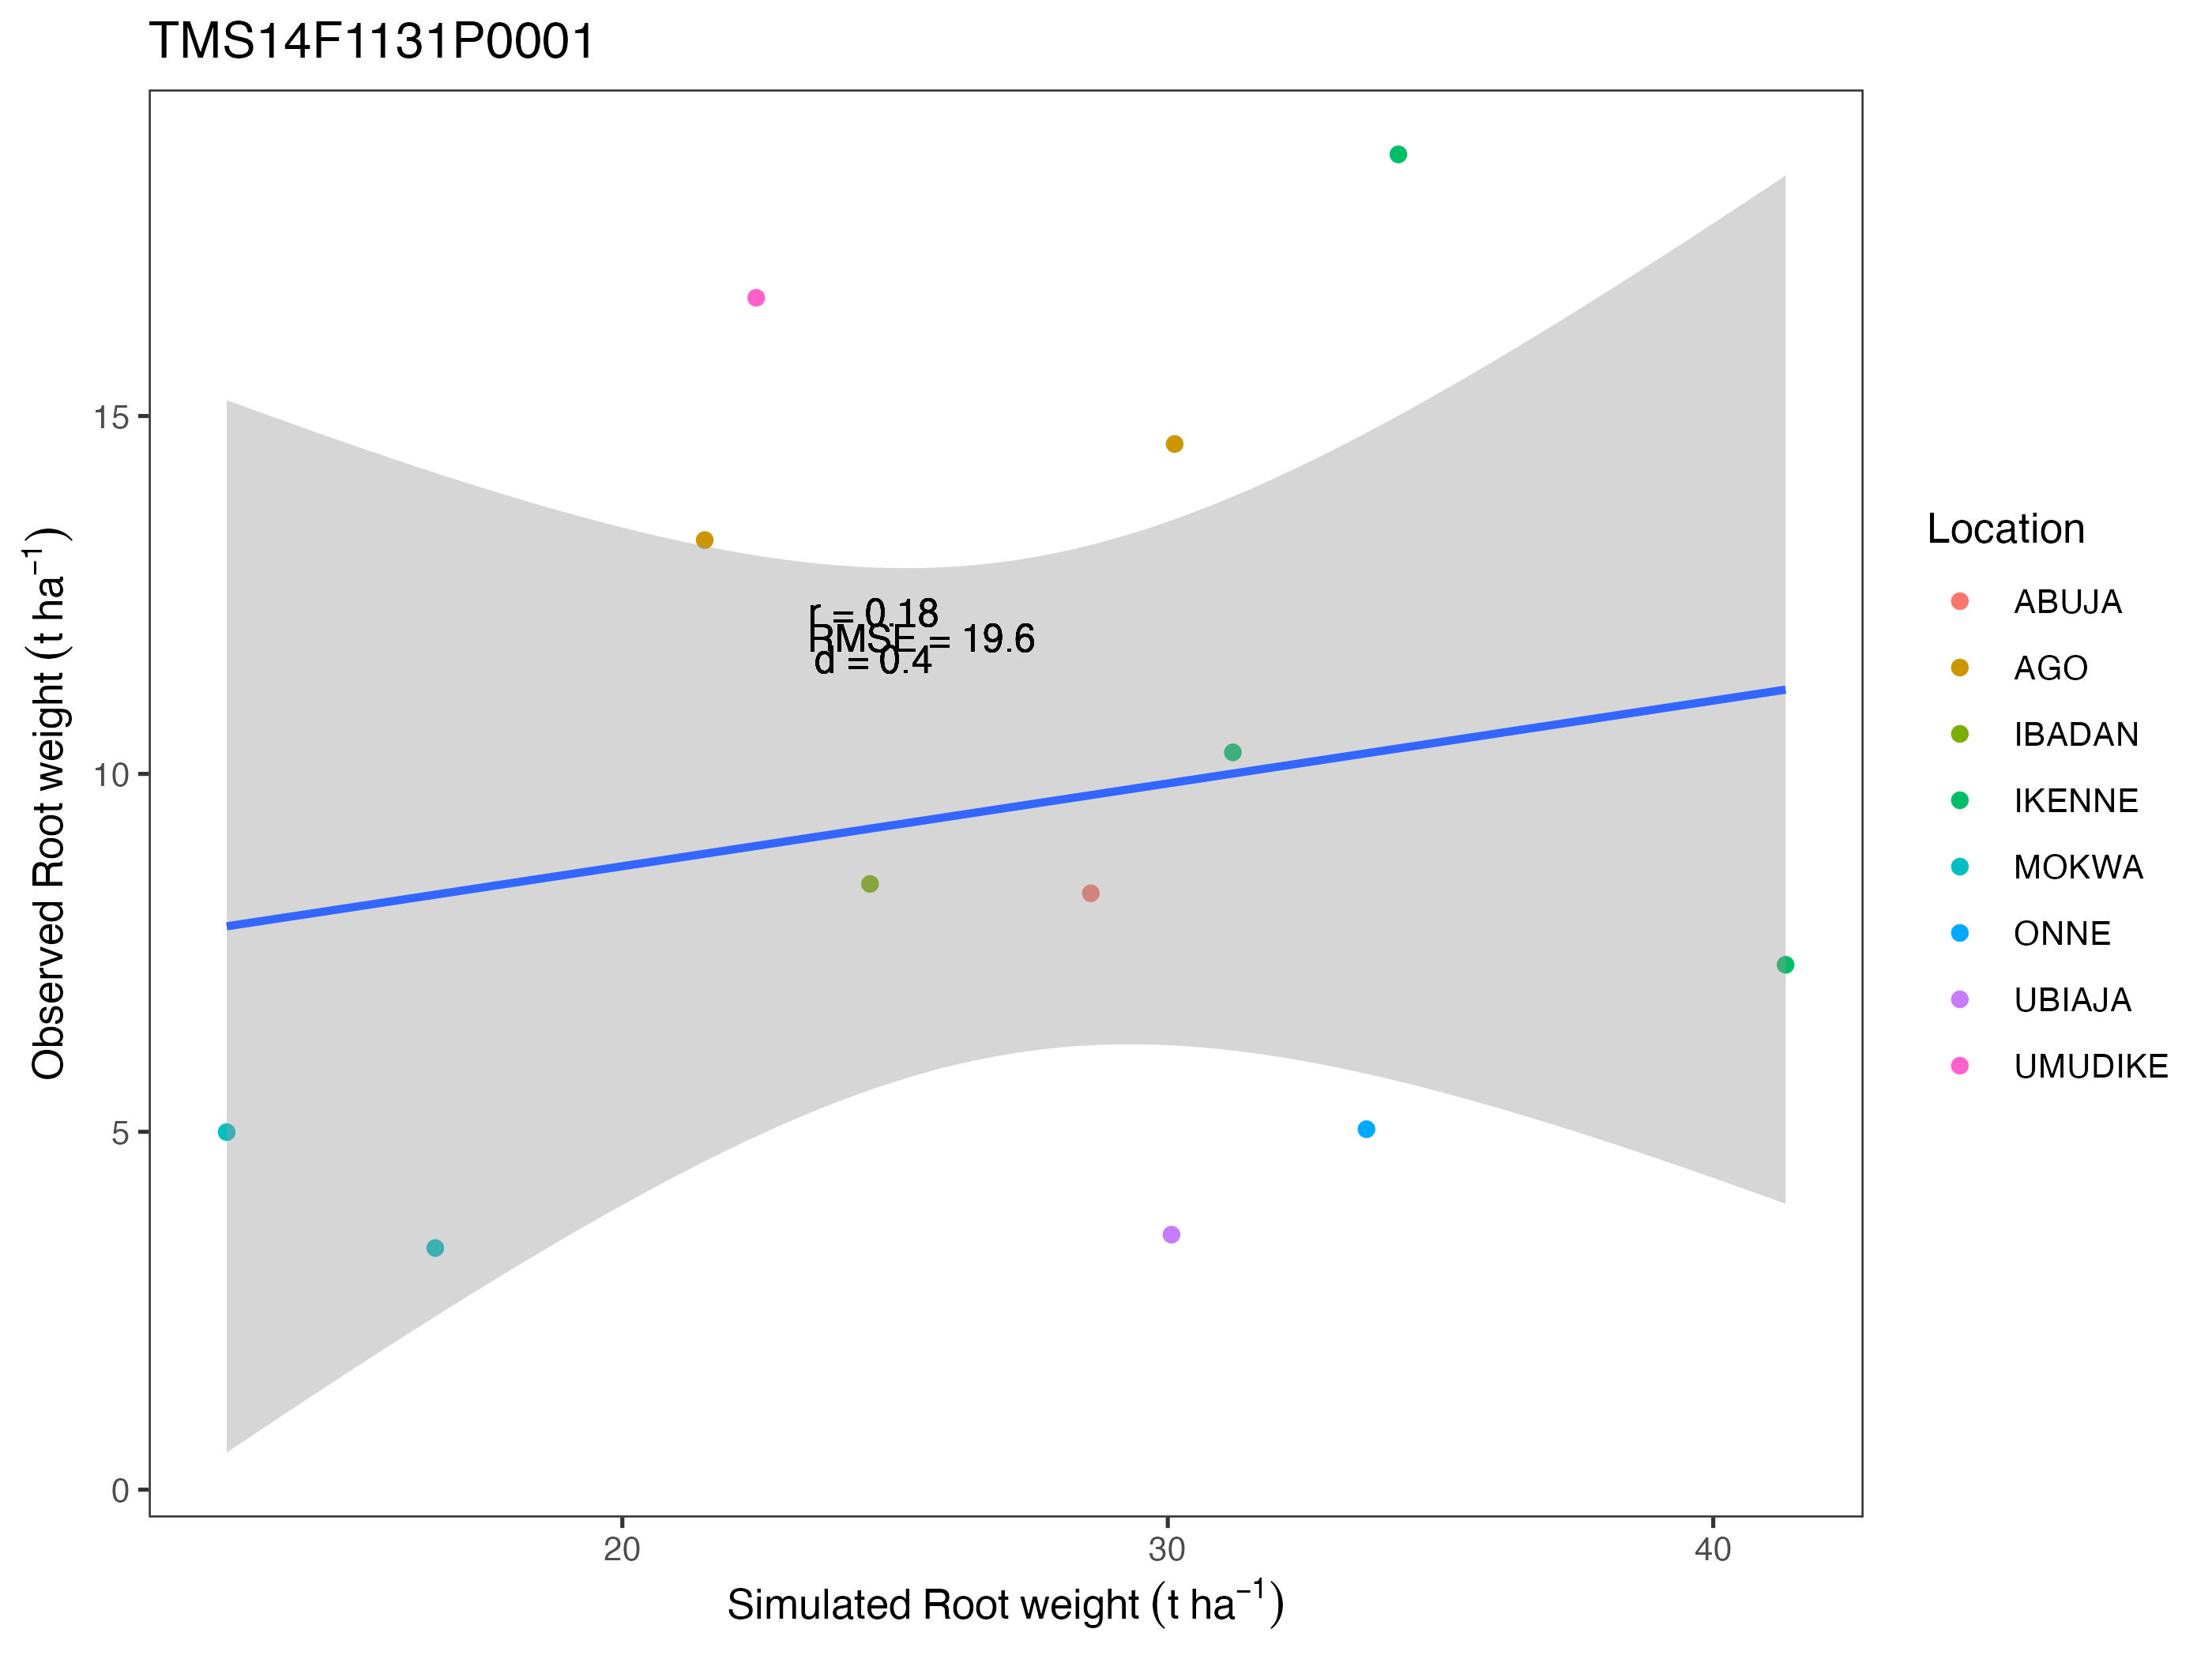 TMS14F1131P0001
Observed Root weight (t ha⁻¹)
15
10
5
0
r = 0.18
RMSE = 19.6
d = 0.4
20
30
40
Simulated Root weight (t ha⁻¹)
Location
ABUJA
AGO
IBADAN
IKENNE
MOKWA
ONNE
UBIAJA
UMUDIKE